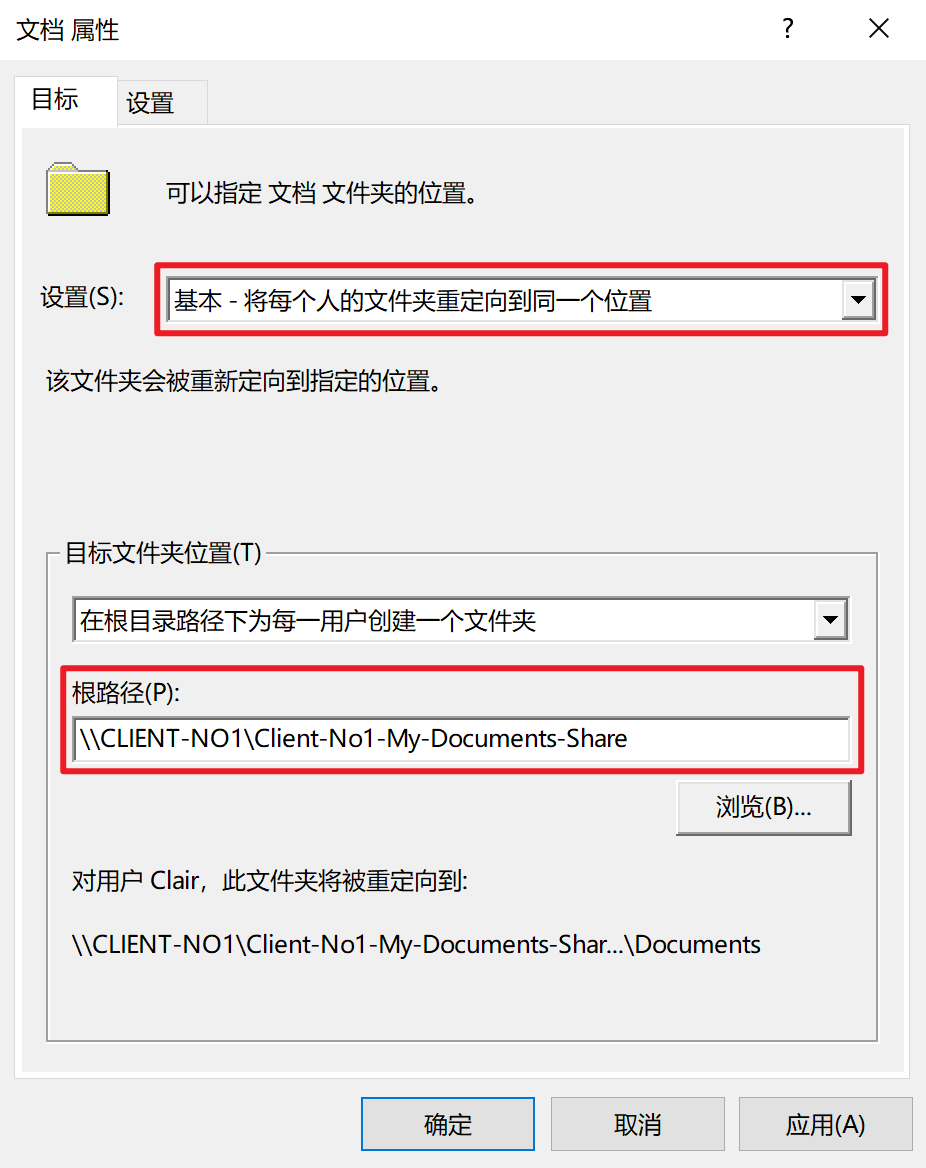 文档 属性
?
目标
设置
可以指定 文档 文件夹的位置。
设置(S):
基本 - 将每个人的文件夹重定向到同一个位置
该文件夹会被重新定向到指定的位置。
目标文件夹位置(T)
在根目录路径下为每一用户创建一个文件夹
根路径(P):
\\CLIENT-NO1\Client-No1-My-Documents-Share
浏览(B)...
对用户 Clair，此文件夹将被重定向到:
\\CLIENT-NO1\Client-No1-My-Documents-Shar...\Documents
确定
取消
应用(A)